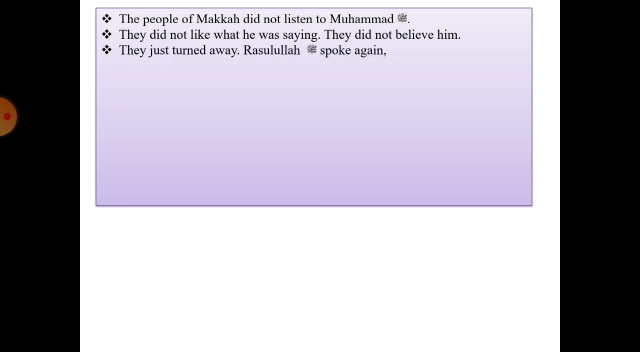 ❖ The people of Makkah did not listen to Muhammad ﷺ.
❖ They did not like what he was saying. They did not believe him.
❖ They just turned away. Rasulullah ﷺ spoke again,